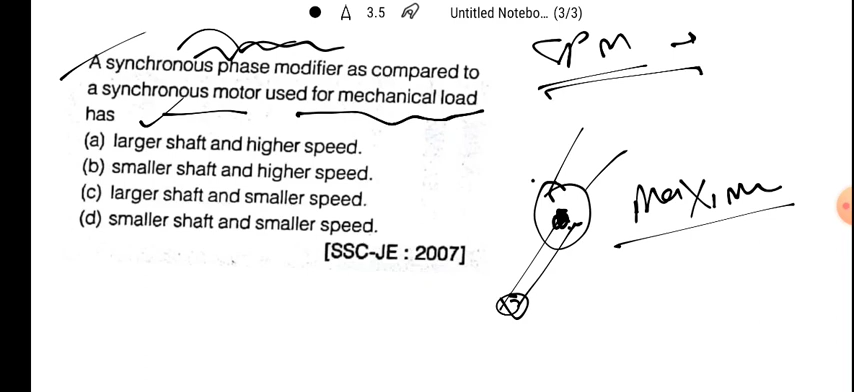 3.5 Untitled Notebo... (3/3)
A synchronous phase modifier as compared to
a synchronous motor used for mechanical load
has
(a) larger shaft and higher speed.
(b) smaller shaft and higher speed.
(c) larger shaft and smaller speed.
(d) smaller shaft and smaller speed.
[SSC-JE : 2007]